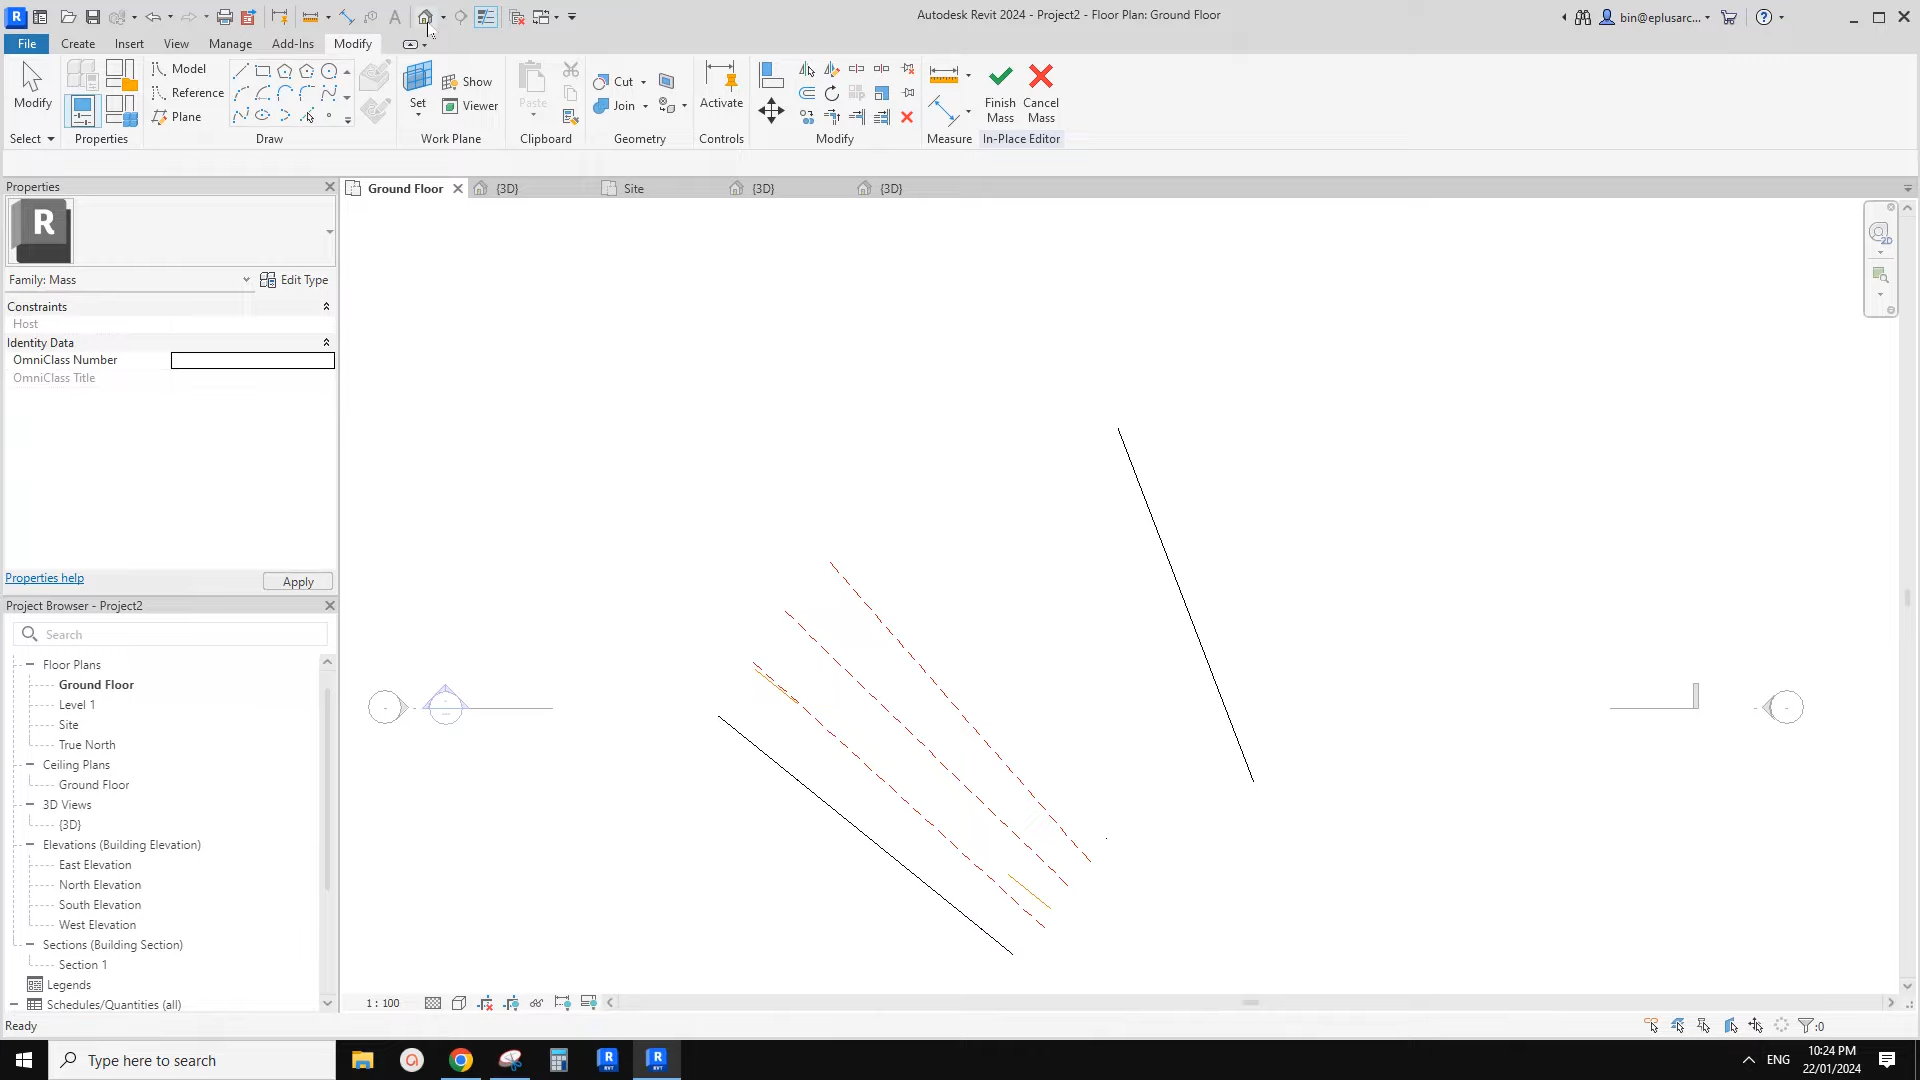 Autodesk Revit 2024 - Project2 - Floor Plan: Ground Floor
bin@eplusarc...
File
Create
Insert
View
Manage
Add-Ins
Modify
Modify
Select
Properties
Model
Reference
Plane
Draw
Set
Show
Viewer
Work Plane
Paste
Clipboard
Cut
Join
Geometry
Activate
Controls
Modify
Measure
Finish
Mass
Cancel
Mass
In-Place Editor
Properties
Ground Floor
{3D}
Site
{3D}
{3D}
R
Family: Mass
Edit Type
Constraints
Host
Identity Data
OmniClass Number
OmniClass Title
Properties help
Apply
Project Browser - Project2
Search
Floor Plans
Ground Floor
Level 1
Site
True North
Ceiling Plans
Ground Floor
3D Views
{3D}
Elevations (Building Elevation)
East Elevation
North Elevation
South Elevation
West Elevation
Sections (Building Section)
Section 1
Legends
Schedules/Quantities (all)
1 : 100
Ready
:0
Type here to search
ENG
10:24 PM
22/01/2024